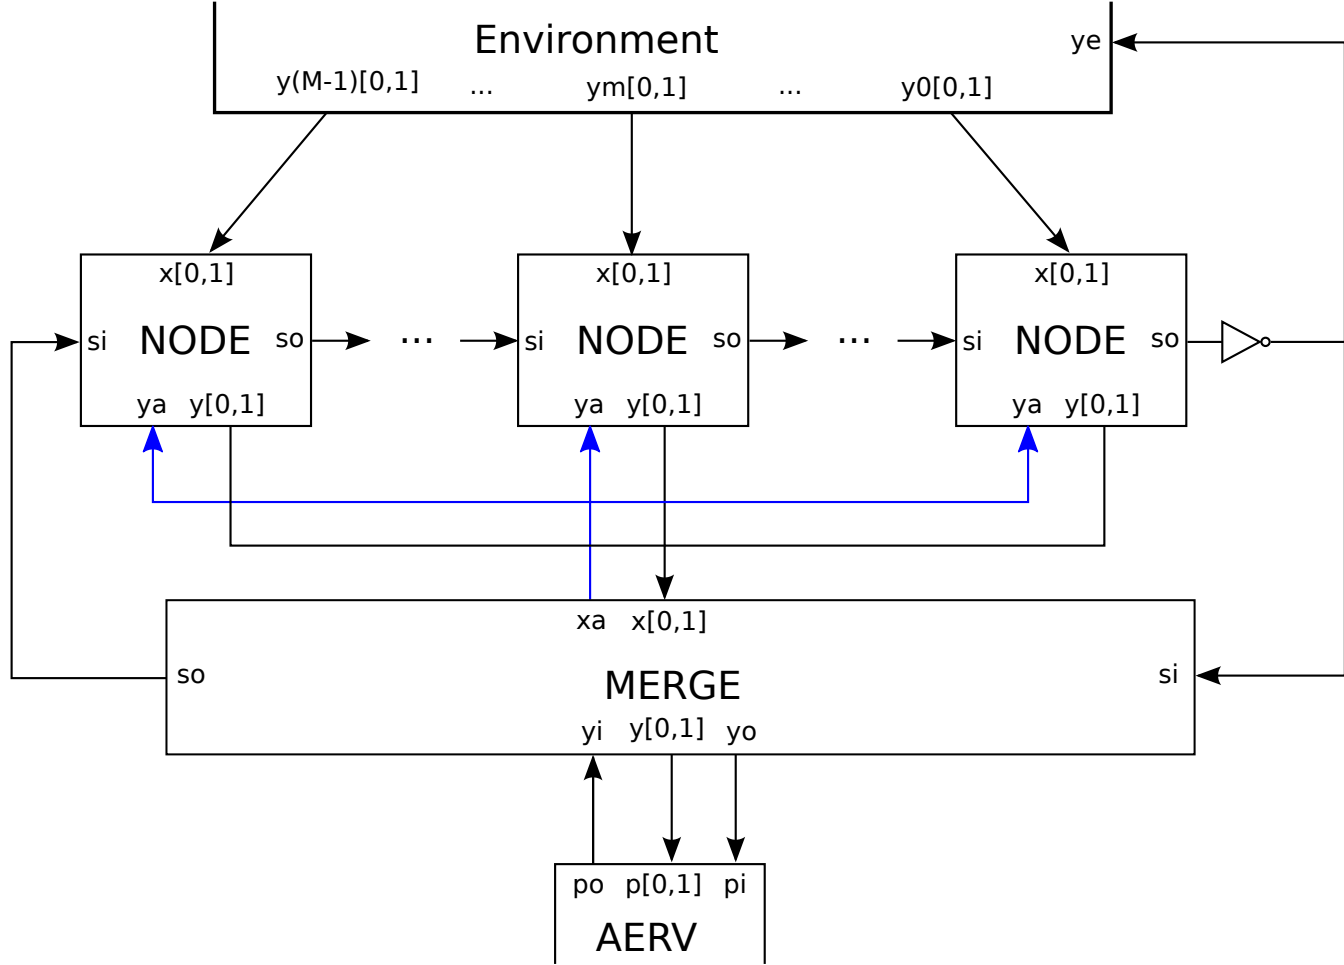 Environment
ye
y(M-1)[0,1] ... ym[0,1] ... y0[0,1]
x[0,1] x[0,1] x[0,1]
si NODE so ... si NODE so ... si NODE so
ya y[0,1] ya y[0,1] ya y[0,1]
xa x[0,1]
so MERGE si
yi y[0,1] yo
po p[0,1] pi
AERV